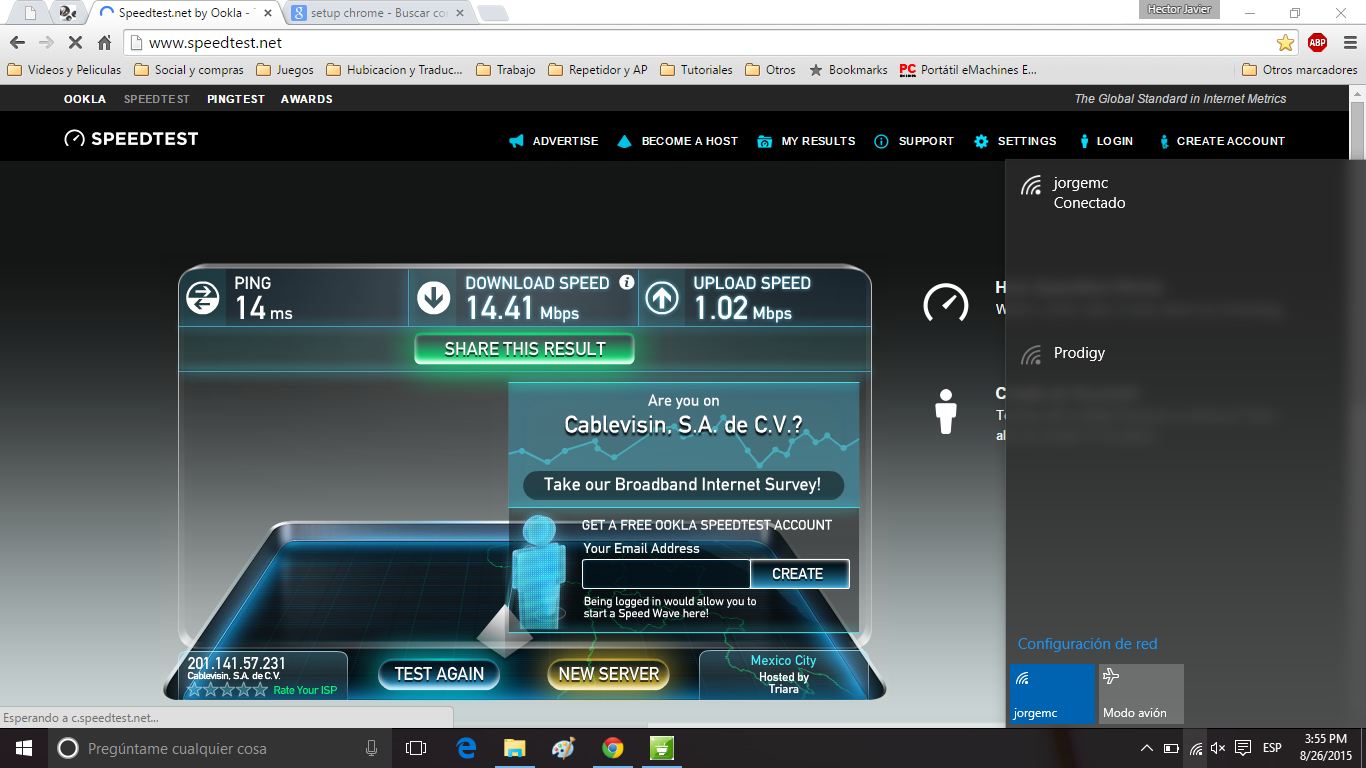 Speedtest.net by Ookla -
setup chrome - Buscar co
Hector Javier
www.speedtest.net
ABP
Videos y Peliculas
Social y compras
Juegos
Hubicacion y Traduc...
Trabajo
Repetidor y AP
Tutoriales
Otros
Bookmarks
PC
Portátil eMachines E...
Otros marcadores
OOKLA
SPEEDTEST
PINGTEST
AWARDS
The Global Standard in Internet Metrics
SPEEDTEST
ADVERTISE
BECOME A HOST
MY RESULTS
SUPPORT
SETTINGS
LOGIN
CREATE ACCOUNT
jorgemc
Conectado
PING
14 ms
DOWNLOAD SPEED
14.41 Mbps
UPLOAD SPEED
1.02 Mbps
SHARE THIS RESULT
Prodigy
Are you on
Cablevisin, S.A. de C.V.?
Take our Broadband Internet Survey!
GET A FREE OOKLA SPEEDTEST ACCOUNT
Your Email Address
CREATE
Being logged in would allow you to
start a Speed Wave here!
Configuración de red
201.141.57.231
Cablevisin, S.A. de C.V.
Rate Your ISP
TEST AGAIN
NEW SERVER
Mexico City
Hosted by
Triara
jorgemc
Modo avión
Esperando a c.speedtest.net...
Pregúntame cualquier cosa
ESP
3:55 PM
8/26/2015